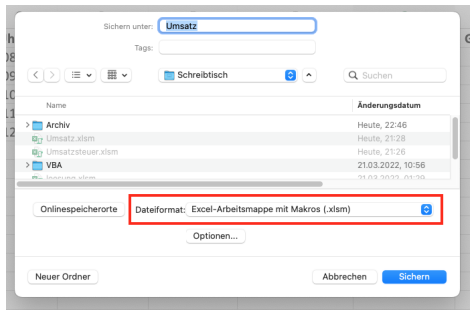 Sichern unter: Umsatz
Tags:
Schreibtisch
Suchen
Name Änderungsdatum
Archiv Heute, 22:46
Umsatz.xlsm Heute, 21:28
Umsatzsteuer.xlsm Heute, 21:26
VBA 21.03.2022, 10:56
Onlinespeicherorte Dateiformat: Excel-Arbeitsmappe mit Makros (.xlsm)
Optionen...
Neuer Ordner Abbrechen Sichern